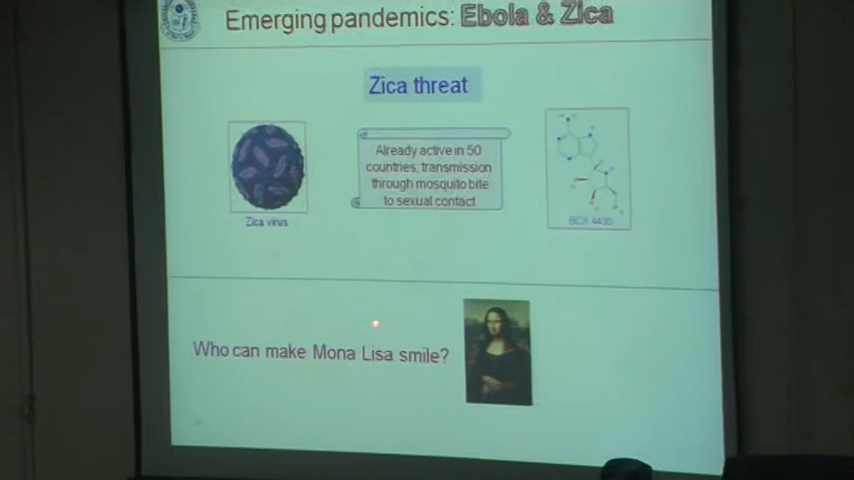 Emerging pandemics: Ebola & Zica
Zica threat
Already active in 50
countries; transmission
through mosquito bite
to sexual contact
Zica virus
BCX 4430
Who can make Mona Lisa smile?